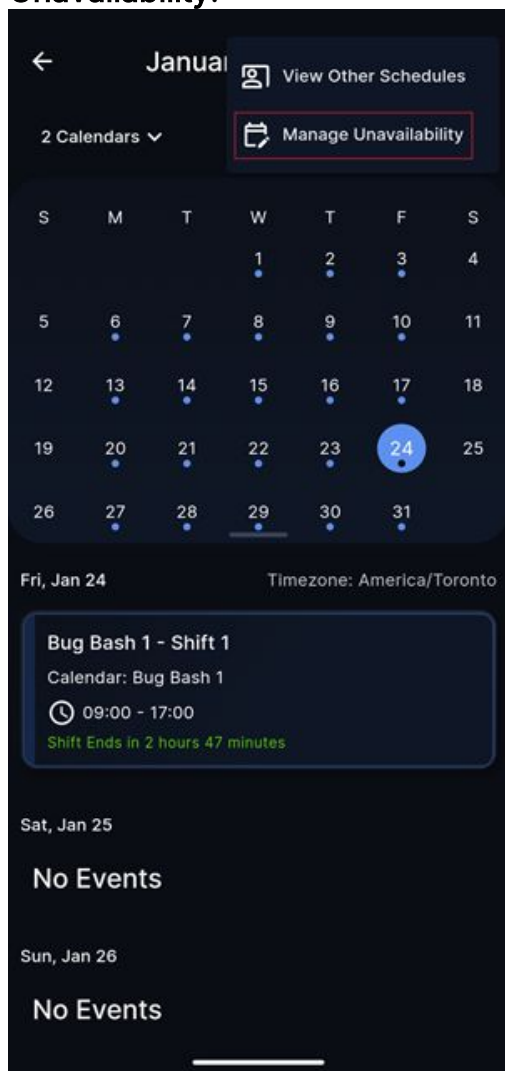 Januar
View Other Schedules
2 Calendars
Manage Unavailability
S M T W T F S
1 2 3 4
5 6 7 8 9 10 11
12 13 14 15 16 17 18
19 20 21 22 23 24 25
26 27 28 29 30 31
Fri, Jan 24 Timezone: America/Toronto
Bug Bash 1 - Shift 1
Calendar: Bug Bash 1
09:00 - 17:00
Shift Ends in 2 hours 47 minutes
Sat, Jan 25
No Events
Sun, Jan 26
No Events